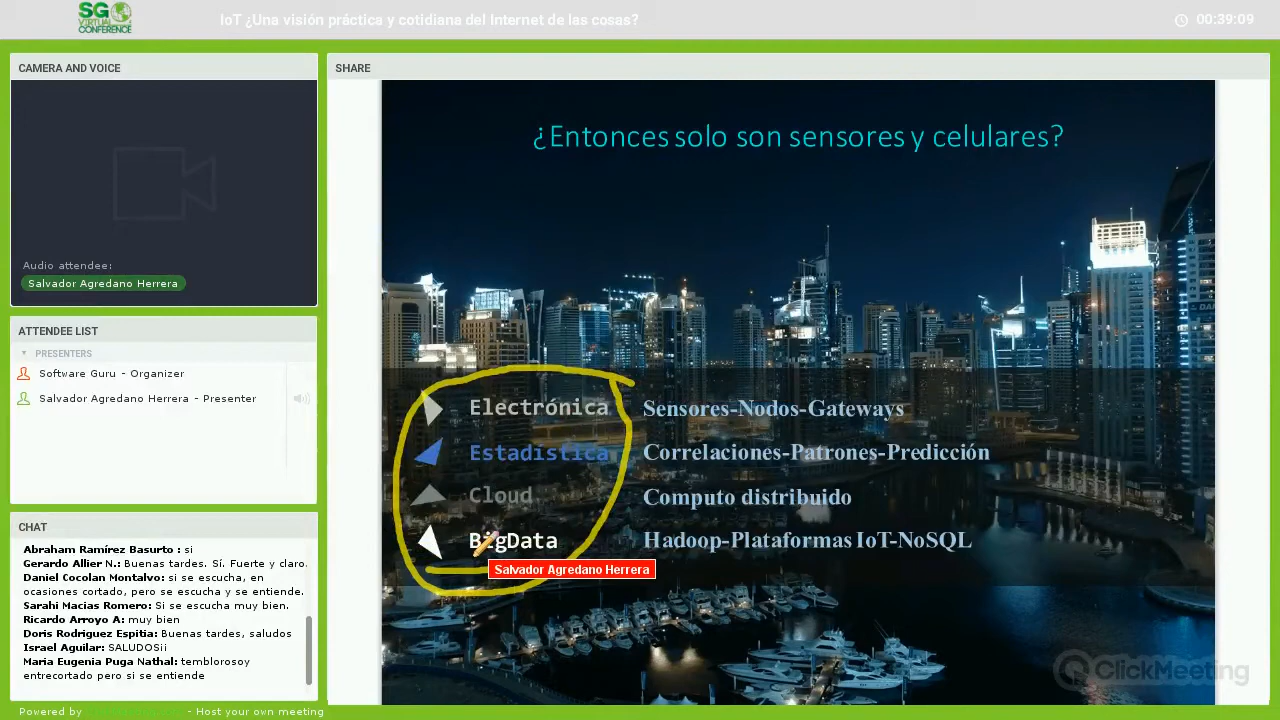 SG
VIRTUAL
CONFERENCE
IoT ¿Una visión práctica y cotidiana del Internet de las cosas?
00:39:09
CAMERA AND VOICE
Audio attendee:
Salvador Agredano Herrera
ATTENDEE LIST
PRESENTERS
Software Guru - Organizer
Salvador Agredano Herrera - Presenter
CHAT
Abraham Ramírez Basurto : si
Gerardo Allier N.: Buenas tardes. Sí. Fuerte y claro.
Daniel Cocolan Montalvo: si se escucha, en
ocasiones cortado, pero se escucha y se entiende.
Sarahi Macias Romero: Si se escucha muy bien.
Ricardo Arroyo A: muy bien
Doris Rodriguez Espitia: Buenas tardes, saludos
Israel Aguilar: SALUDOS¡¡
Maria Eugenia Puga Nathal: temblorosoy
entrecortado pero si se entiende
Powered by - Host your own meeting
SHARE
¿Entonces solo son sensores y celulares?
Electrónica Sensores-Nodos-Gateways
Estadística Correlaciones-Patrones-Predicción
Cloud Computo distribuido
BigData Hadoop-Plataformas IoT-NoSQL
Salvador Agredano Herrera
ClickMeeting